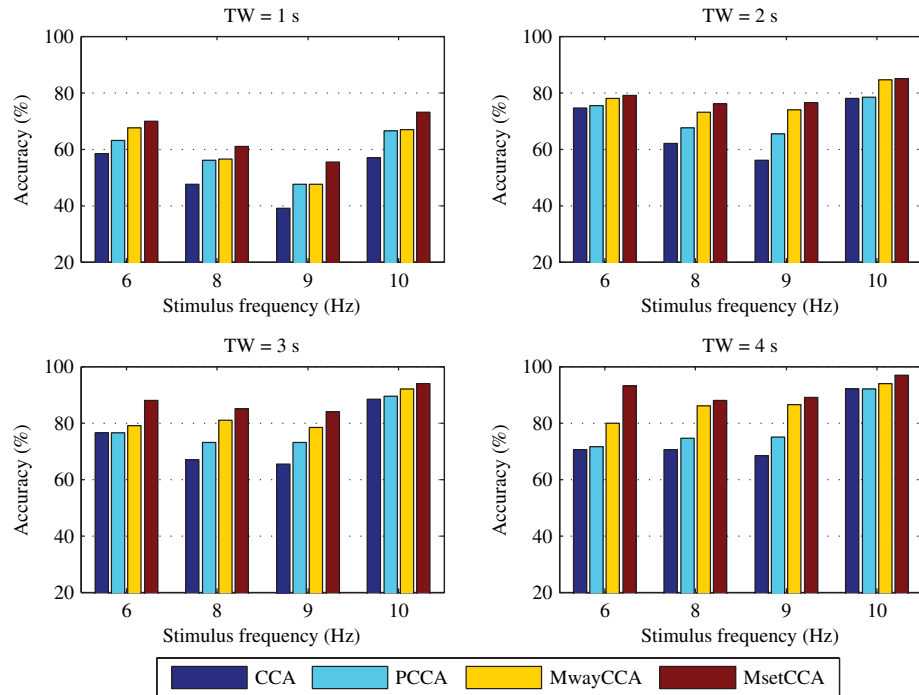 TW = 1 s
100
80
60
40
20
Accuracy (%)
6 8 9 10
Stimulus frequency (Hz)
TW = 2 s
100
80
60
40
20
Accuracy (%)
6 8 9 10
Stimulus frequency (Hz)
TW = 3 s
100
80
60
40
20
Accuracy (%)
6 8 9 10
Stimulus frequency (Hz)
TW = 4 s
100
80
60
40
20
Accuracy (%)
6 8 9 10
Stimulus frequency (Hz)
CCA PCCA MwayCCA MsetCCA